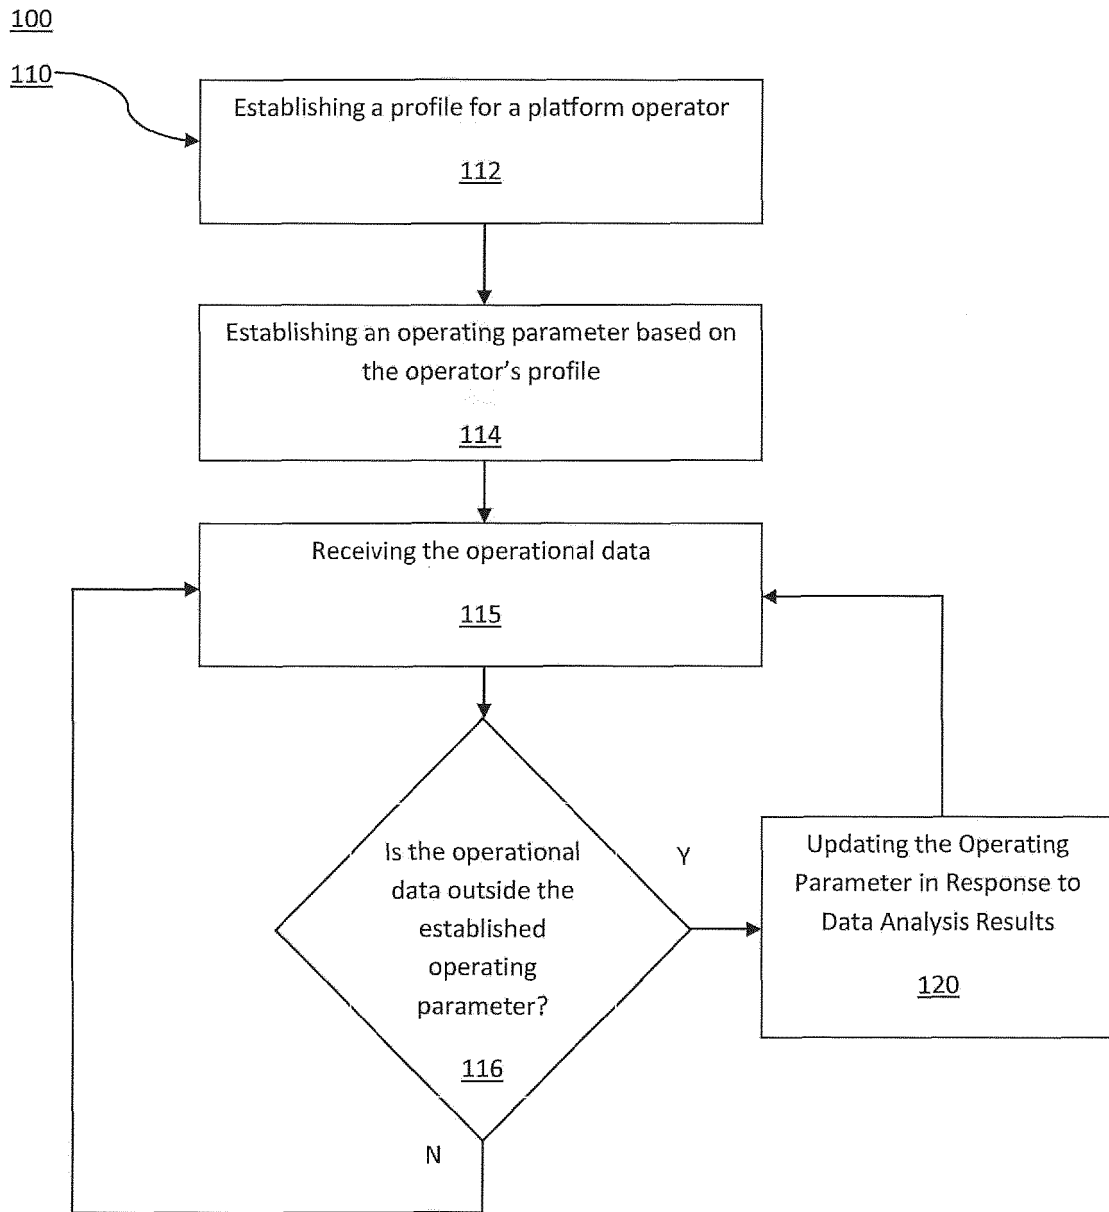 100
110
Establishing a profile for a platform operator
112
Establishing an operating parameter based on
the operator's profile
114
Receiving the operational data
115
Is the operational
data outside the
established
operating
parameter?
116
Y
Updating the Operating
Parameter in Response to
Data Analysis Results
120
N